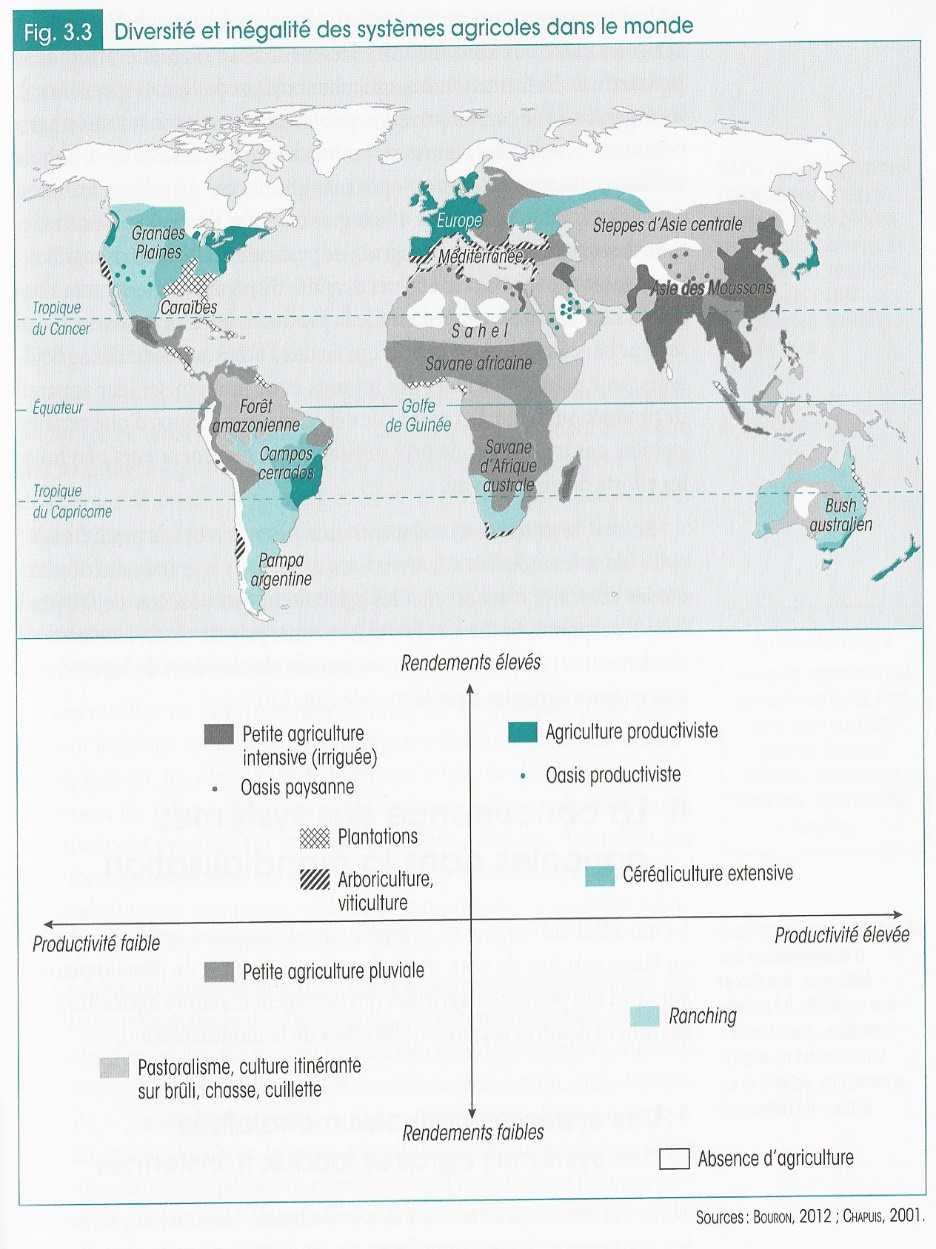 Fig. 3.3 Diversité et inégalité des systèmes agricoles dans le monde
Grandes
Plaines
Europe
Steppes d'Asie centrale
Méditerranée
Asie des Moussons
Tropique
du Cancer
Caraïbes
Sahel
Savane africaine
Équateur
Forêt
amazonienne
Golfe
de Guinée
Campos
cerrados
Savane
d'Afrique
australe
Tropique
du Capricorne
Bush
australien
Pampa
argentine
Rendements élevés
Petite agriculture
intensive (irriguée)
Oasis paysanne
Agriculture productiviste
Oasis productiviste
Plantations
Arboriculture,
viticulture
Céréaliculture extensive
Productivité faible
Productivité élevée
Petite agriculture pluviale
Ranching
Pastoralisme, culture itinérante
sur brûli, chasse, cuillette
Rendements faibles
Absence d'agriculture
Sources : BOURON, 2012 ; CHAPUIS, 2001.